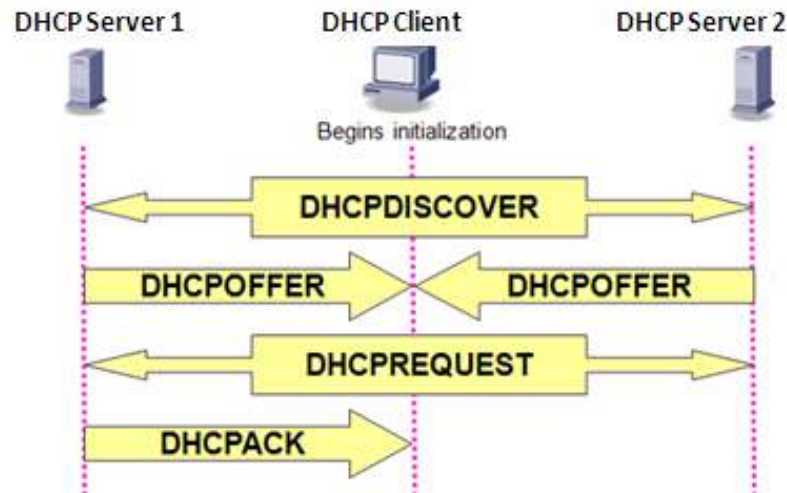 DHCP Server 1
DHCP Client
DHCP Server 2
Begins initialization
DHCPDISCOVER
DHCPOFFER
DHCPOFFER
DHCPREQUEST
DHCPACK